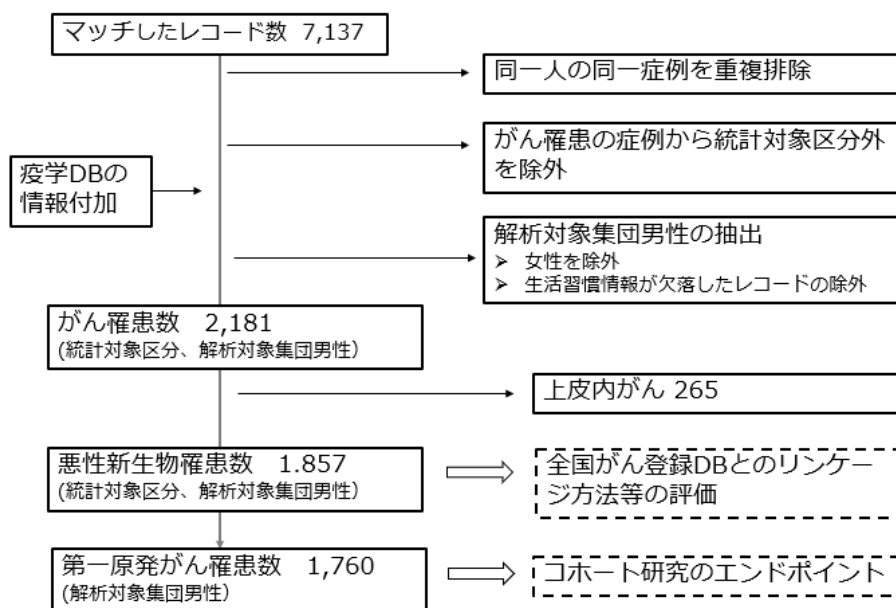 マッチしたレコード数 7,137
同一人の同一症例を重複排除
がん罹患の症例から統計対象区分外
を除外
疫学DBの
情報付加
解析対象集団男性の抽出
➢ 女性を除外
➢ 生活習慣情報が欠落したレコードの除外
がん罹患数 2,181
(統計対象区分、解析対象集団男性)
上皮内がん 265
悪性新生物罹患数 1.857
(統計対象区分、解析対象集団男性)
全国がん登録DBとのリンケー
ジ方法等の評価
第一原発がん罹患数 1,760
(解析対象集団男性)
コホート研究のエンドポイント